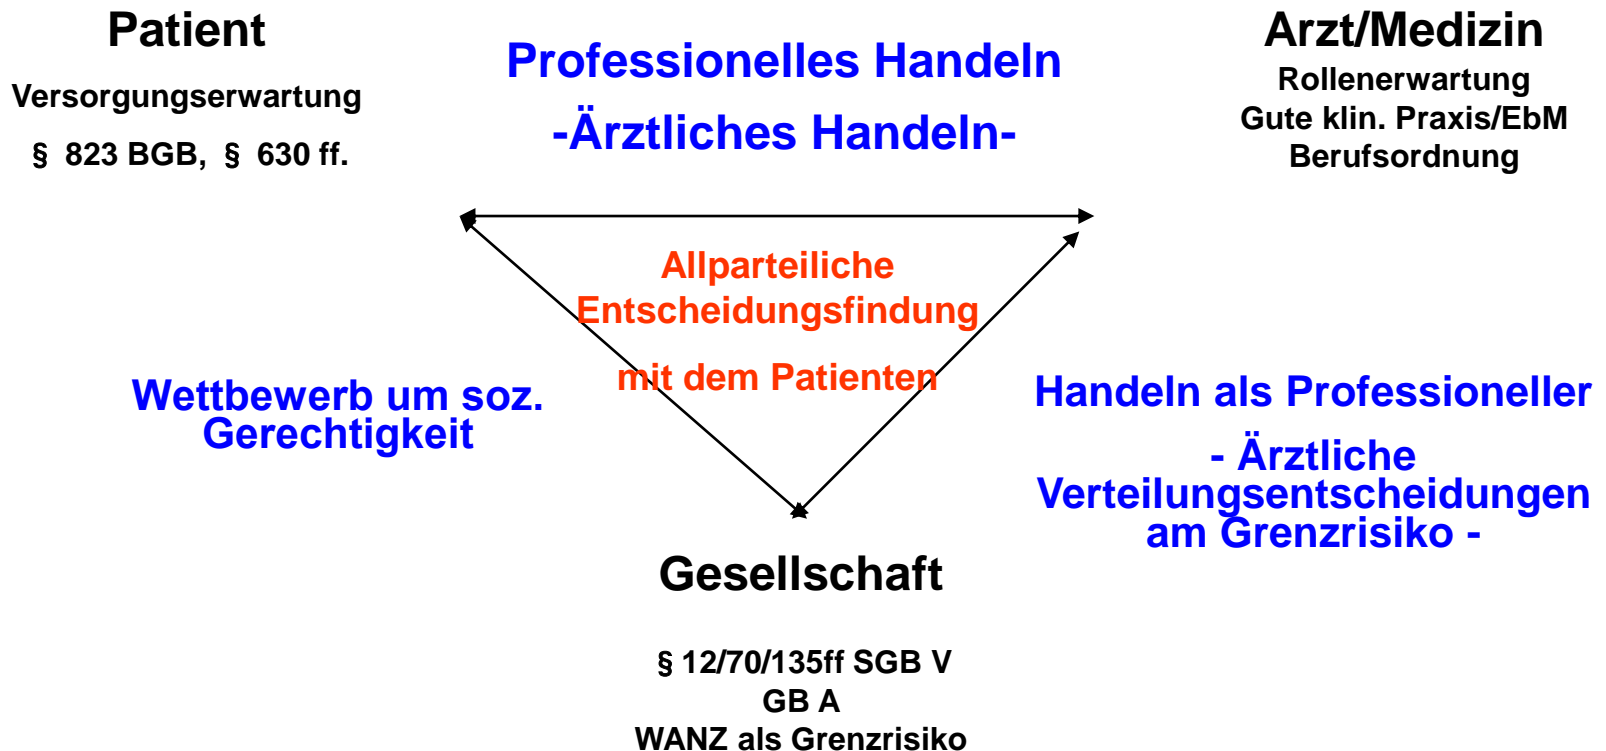 Patient
Versorgungserwartung
§ 823 BGB, § 630 ff.
Professionelles Handeln
-Ärztliches Handeln-
Arzt/Medizin
Rollenerwartung
Gute klin. Praxis/EbM
Berufsordnung
Allparteiliche
Entscheidungsfindung
mit dem Patienten
Wettbewerb um soz.
Gerechtigkeit
Handeln als Professioneller
- Ärztliche
Verteilungsentscheidungen
am Grenzrisiko -
Gesellschaft
§ 12/70/135ff SGB V
GB A
WANZ als Grenzrisiko